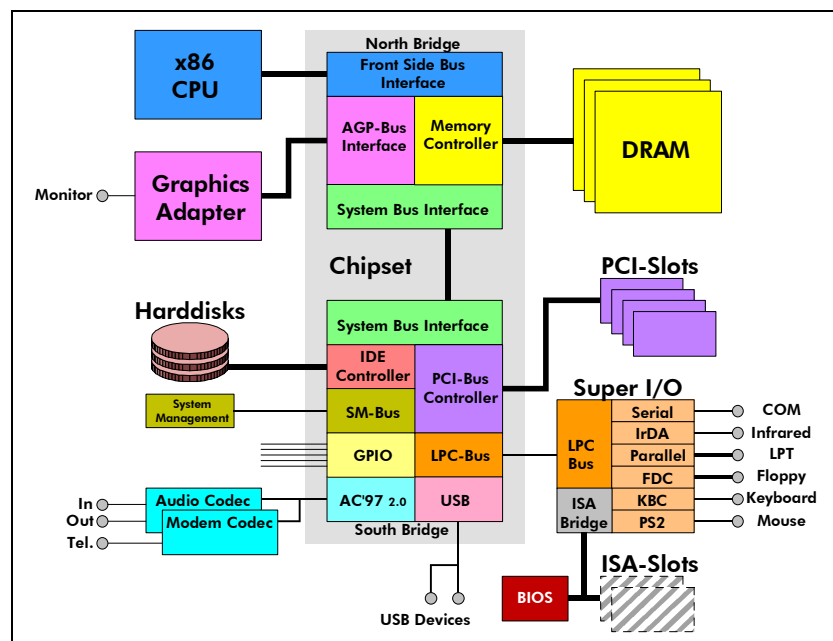 North Bridge
x86
CPU
Front Side Bus
Interface
AGP-Bus
Interface
Memory
Controller
DRAM
Graphics
Adapter
Monitor
System Bus Interface
Chipset
PCI-Slots
Harddisks
System Bus Interface
IDE
Controller
PCI-Bus
Controller
System
Management
SM-Bus
GPIO
LPC-Bus
Super I/O
LPC
Bus
Serial
COM
IrDA
Infrared
Parallel
LPT
FDC
Floppy
ISA
Bridge
KBC
Keyboard
PS2
Mouse
In
Out
Tel.
Audio Codec
Modem Codec
AC'97 2.0
USB
South Bridge
USB Devices
BIOS
ISA-Slots